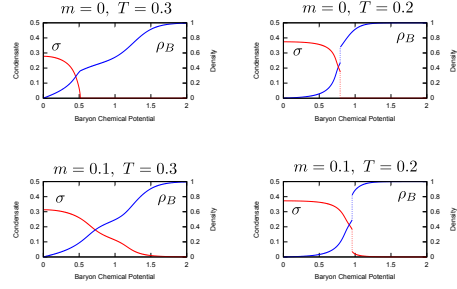 m = 0, T = 0.3
σ
ρB
Condensate
Density
0 0.1 0.2 0.3 0.4 0.5
0 0.2 0.4 0.6 0.8 1
0 0.5 1 1.5 2
Baryon Chemical Potential
m = 0, T = 0.2
σ
ρB
Condensate
Density
0 0.1 0.2 0.3 0.4 0.5
0 0.2 0.4 0.6 0.8 1
0 0.5 1 1.5 2
Baryon Chemical Potential
m = 0.1, T = 0.3
σ
ρB
Condensate
Density
0 0.1 0.2 0.3 0.4 0.5
0 0.2 0.4 0.6 0.8 1
0 0.5 1 1.5 2
Baryon Chemical Potential
m = 0.1, T = 0.2
σ
ρB
Condensate
Density
0 0.1 0.2 0.3 0.4 0.5
0 0.2 0.4 0.6 0.8 1
0 0.5 1 1.5 2
Baryon Chemical Potential